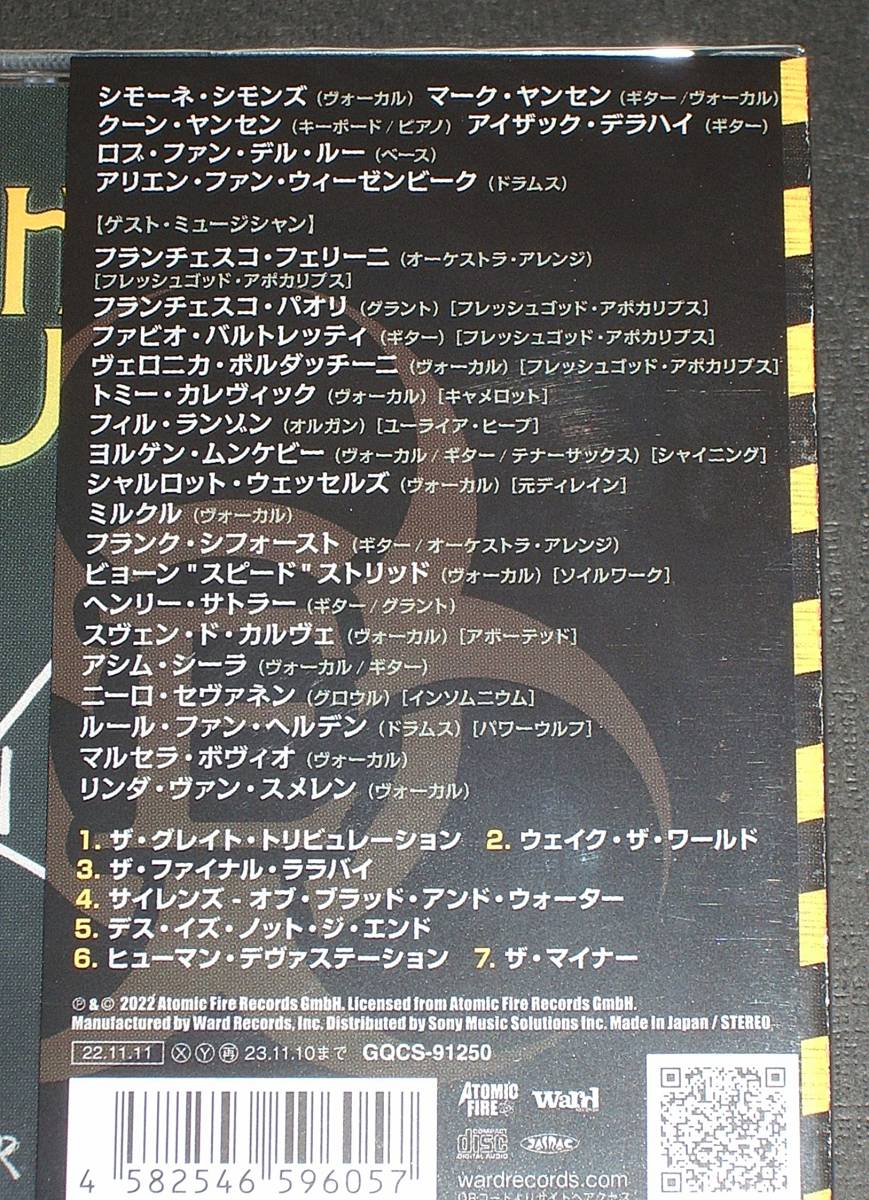 シモーネ・シモンズ（ヴォーカル） マーク・ヤンセン（ギター/ヴォーカル）
クーン・ヤンセン（キーボード/ピアノ） アイザック・デラハイ（ギター）
ロブ・ファン・デル・ルー（ベース）
アリエン・ファン・ウィーゼンビーク（ドラムス）
【ゲスト・ミュージシャン】
フランチェスコ・フェリーニ（オーケストラ・アレンジ）
［フレッシュゴッド・アポカリプス］
フランチェスコ・パオリ（グラント）［フレッシュゴッド・アポカリプス］
ファビオ・バルトレッティ（ギター）［フレッシュゴッド・アポカリプス］
ヴェロニカ・ボルダッチーニ（ヴォーカル）［フレッシュゴッド・アポカリプス］
トミー・カレヴィック（ヴォーカル）［キャメロット］
フィル・ランゾン（オルガン）［ユーライア・ヒープ］
ヨルゲン・ムンケビー（ヴォーカル/ギター/テナーサックス）［シャイニング］
シャルロット・ウェッセルズ（ヴォーカル）［元ディレイン］
ミルクル（ヴォーカル）
フランク・シフォースト（ギター/オーケストラ・アレンジ）
ビョーン"スピード"ストリッド（ヴォーカル）［ソイルワーク］
ヘンリー・サトラー（ギター/グラント）
スヴェン・ド・カルヴェ（ヴォーカル）［アボーテッド］
アシム・シーラ（ヴォーカル/ギター）
ニーロ・セヴァネン（グロウル）［インソムニウム］
ルール・ファン・ヘルデン（ドラムス）［パワーウルフ］
マルセラ・ボヴィオ（ヴォーカル）
リンダ・ヴァン・スメレン（ヴォーカル）
1. ザ・グレイト・トリビュレーション 2. ウェイク・ザ・ワールド
3. ザ・ファイナル・ララバイ
4. サイレンズ - オブ・ブラッド・アンド・ウォーター
5. デス・イズ・ノット・ジ・エンド
6. ヒューマン・デヴァステーション 7. ザ・マイナー
℗ & © 2022 Atomic Fire Records GmbH. Licensed from Atomic Fire Records GmbH.
Manufactured by Ward Records, Inc. Distributed by Sony Music Solutions Inc. Made in Japan / STEREO
22.11.11 Ⓧ Ⓨ ㊢ 23.11.10まで GQCS-91250
ATOMIC FIRE Ward
COMPACT disc DIGITAL AUDIO JASRAC
4 582546 596057
wardrecords.com
QRコードよりサイトへアクセス